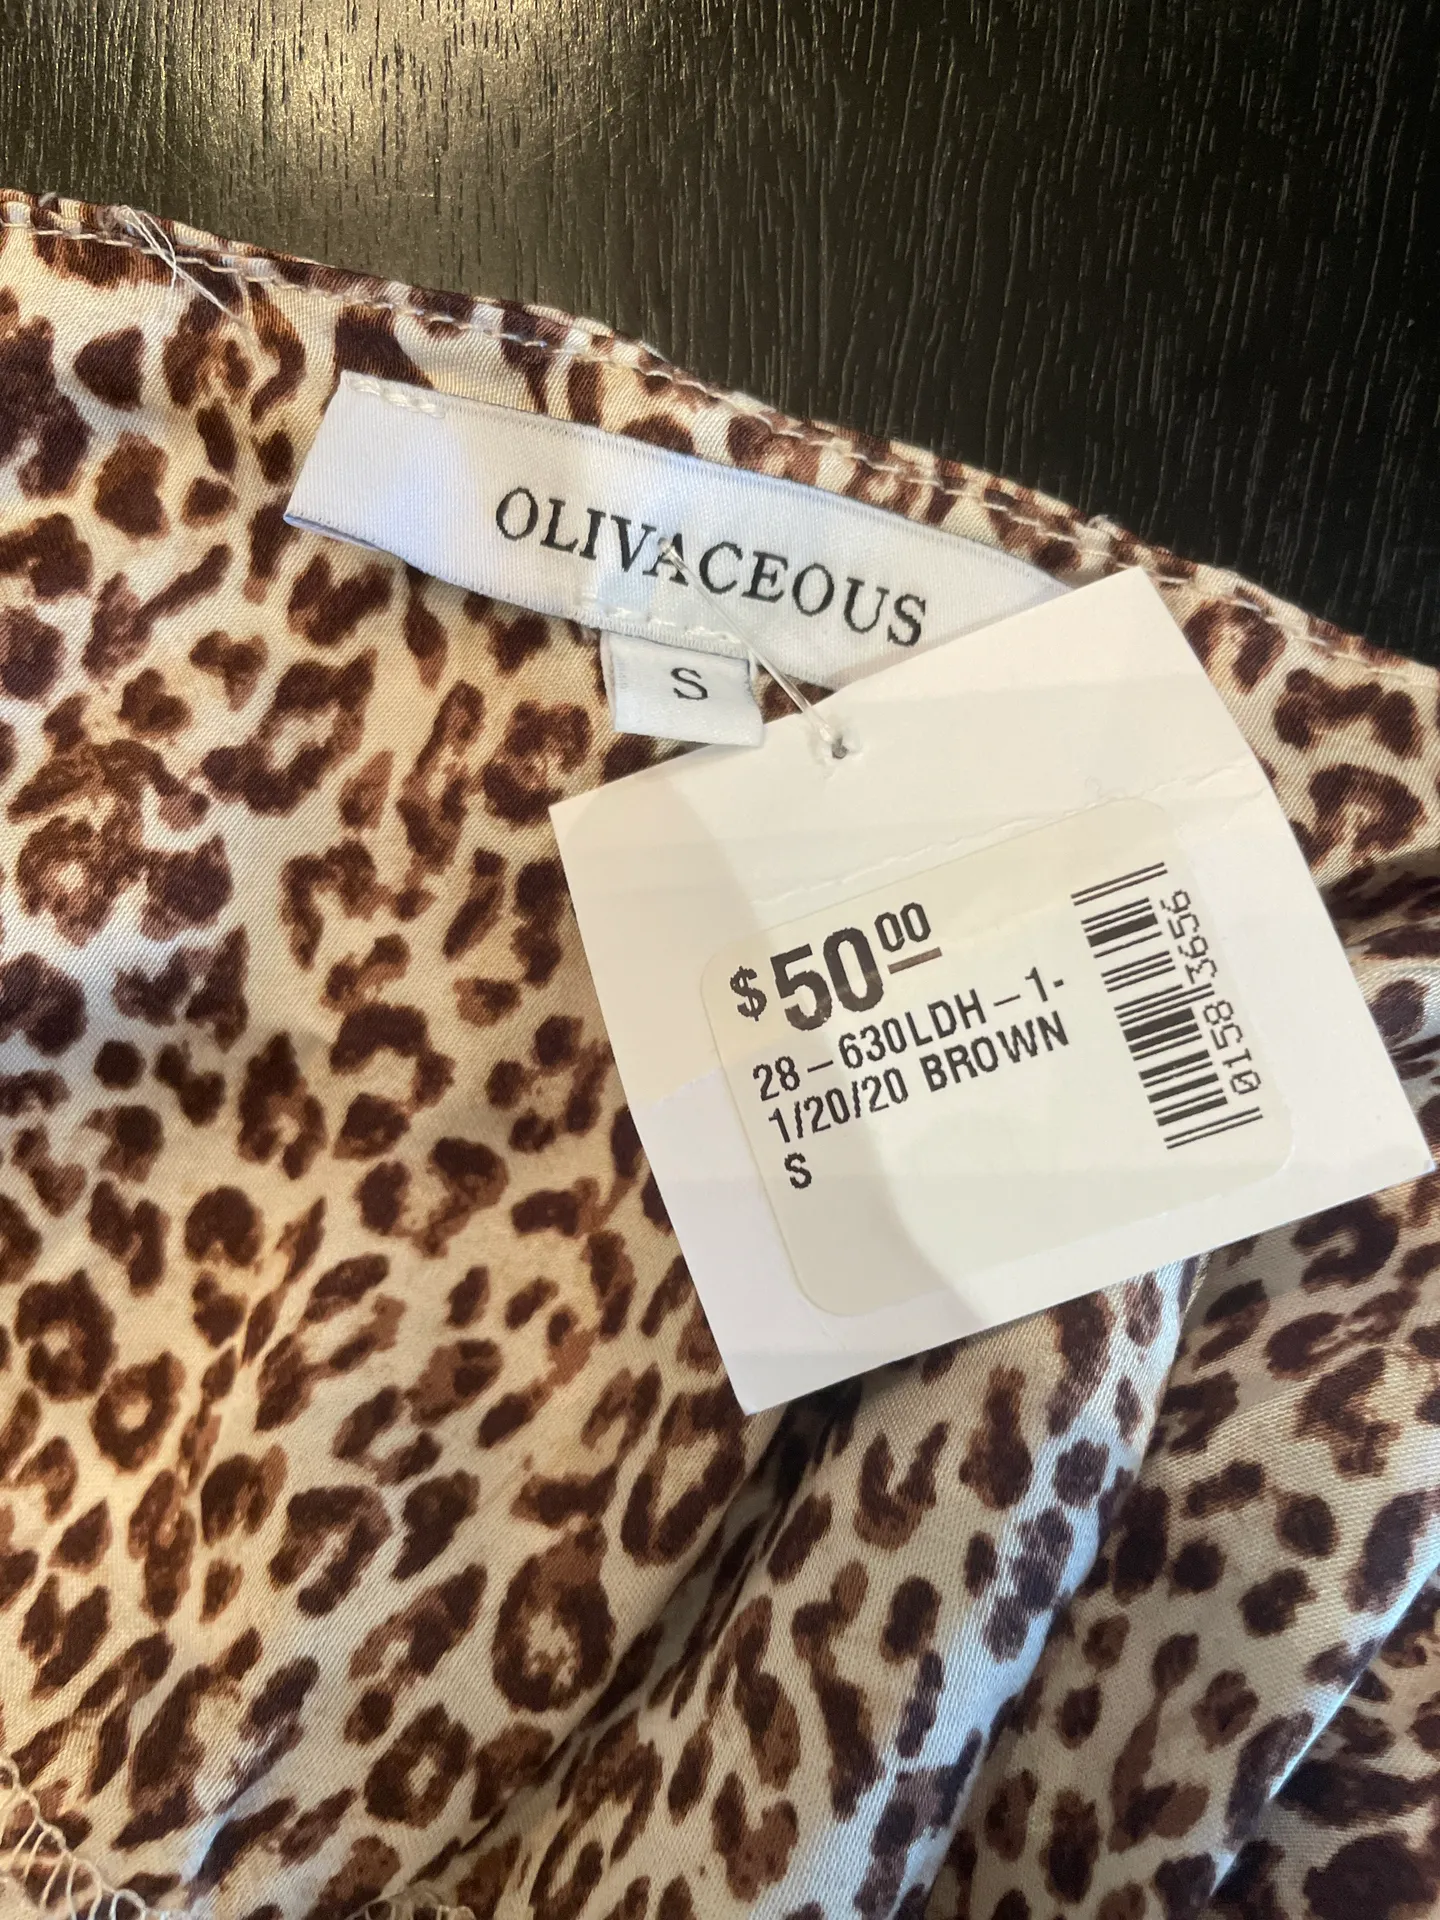 OLIVACEOUS
S
$50.00
28-630LDH-1-
1/20/20 BROWN
S
0158 3656